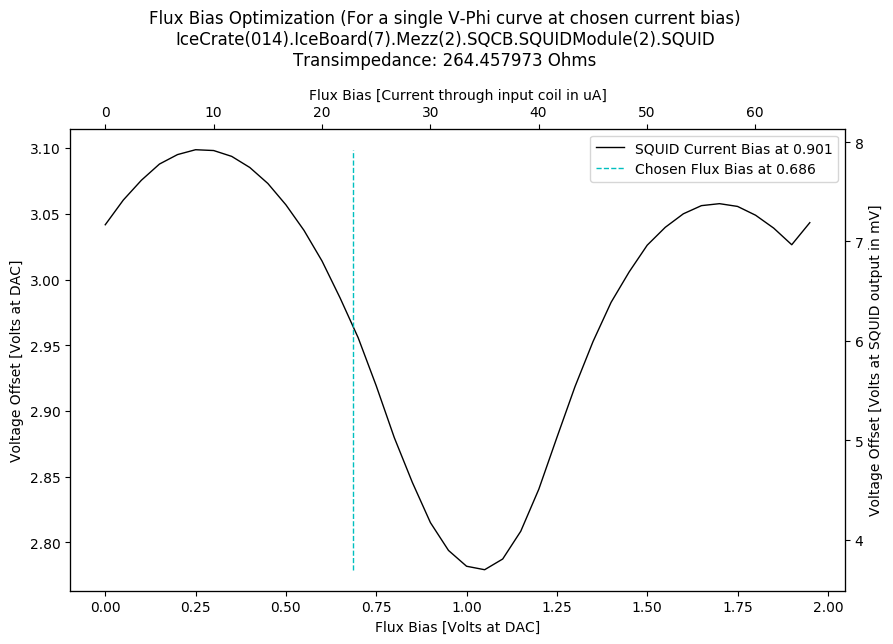 Flux Bias Optimization (For a single V-Phi curve at chosen current bias)
IceCrate(014).IceBoard(7).Mezz(2).SQCB.SQUIDModule(2).SQUID
Transimpedance: 264.457973 Ohms
Flux Bias [Current through input coil in uA]
0 10 20 30 40 50 60
SQUID Current Bias at 0.901
Chosen Flux Bias at 0.686
Voltage Offset [Volts at DAC]
3.10
3.05
3.00
2.95
2.90
2.85
2.80
8
7
6
5
4
Voltage Offset [Volts at SQUID output in mV]
0.00 0.25 0.50 0.75 1.00 1.25 1.50 1.75 2.00
Flux Bias [Volts at DAC]